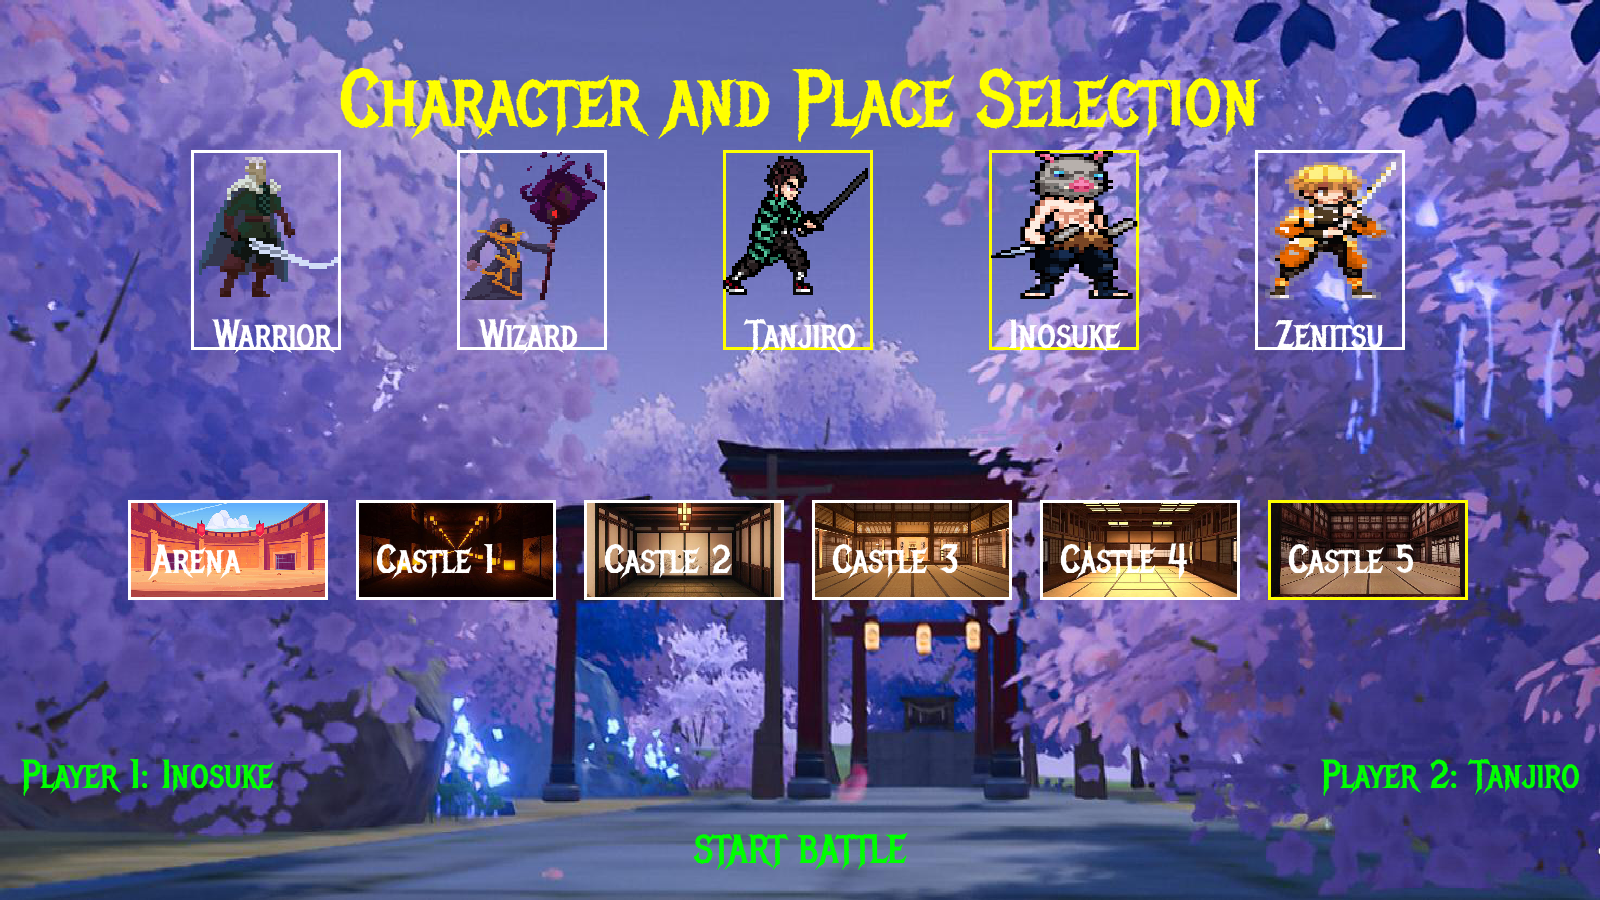 Character and Place Selection
Warrior
Wizard
Tanjiro
Inosuke
Zenitsu
Arena
Castle 1
Castle 2
Castle 3
Castle 4
Castle 5
Player 1: Inosuke
Player 2: Tanjiro
START BATTLE